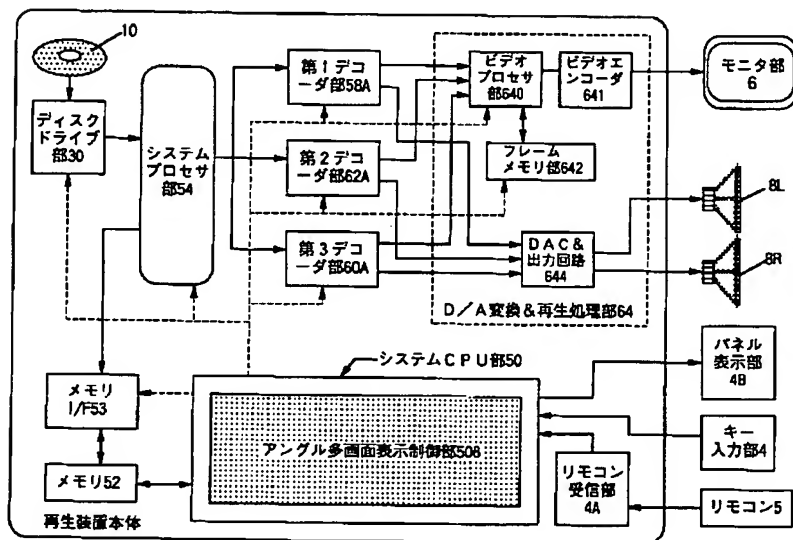 10
ディスク
ドライブ
部30
システム
プロセサ
部54
第1デコ
ーダ部58A
第2デコ
ーダ部62A
第3デコ
ーダ部60A
ビデオ
プロセサ
部640
ビデオエ
ンコーダ
641
フレーム
メモリ部642
DAC&
出力回路
644
D/A変換&再生処理部64
モニタ部
6
8L
8R
システムCPU部50
アングル多画面表示制御部508
メモリ
I/F53
メモリ52
再生装置本体
パネル
表示部
4B
キー
入力部4
リモコン
受信部
4A
リモコン5